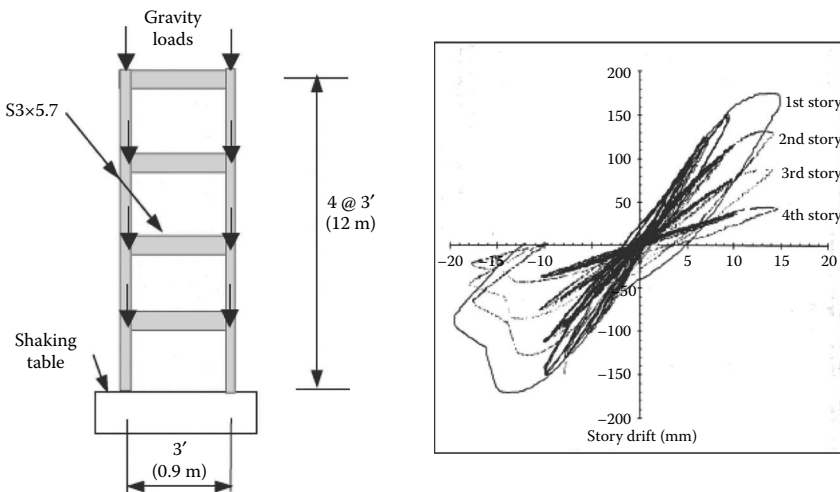 Gravity
loads
S3×5.7
4 @ 3′
(12 m)
Shaking
table
3′
(0.9 m)
200
150
100
50
−50
−100
−150
−200
−20
−15
−10
5
10
15
20
1st story
2nd story
3rd story
4th story
Story drift (mm)